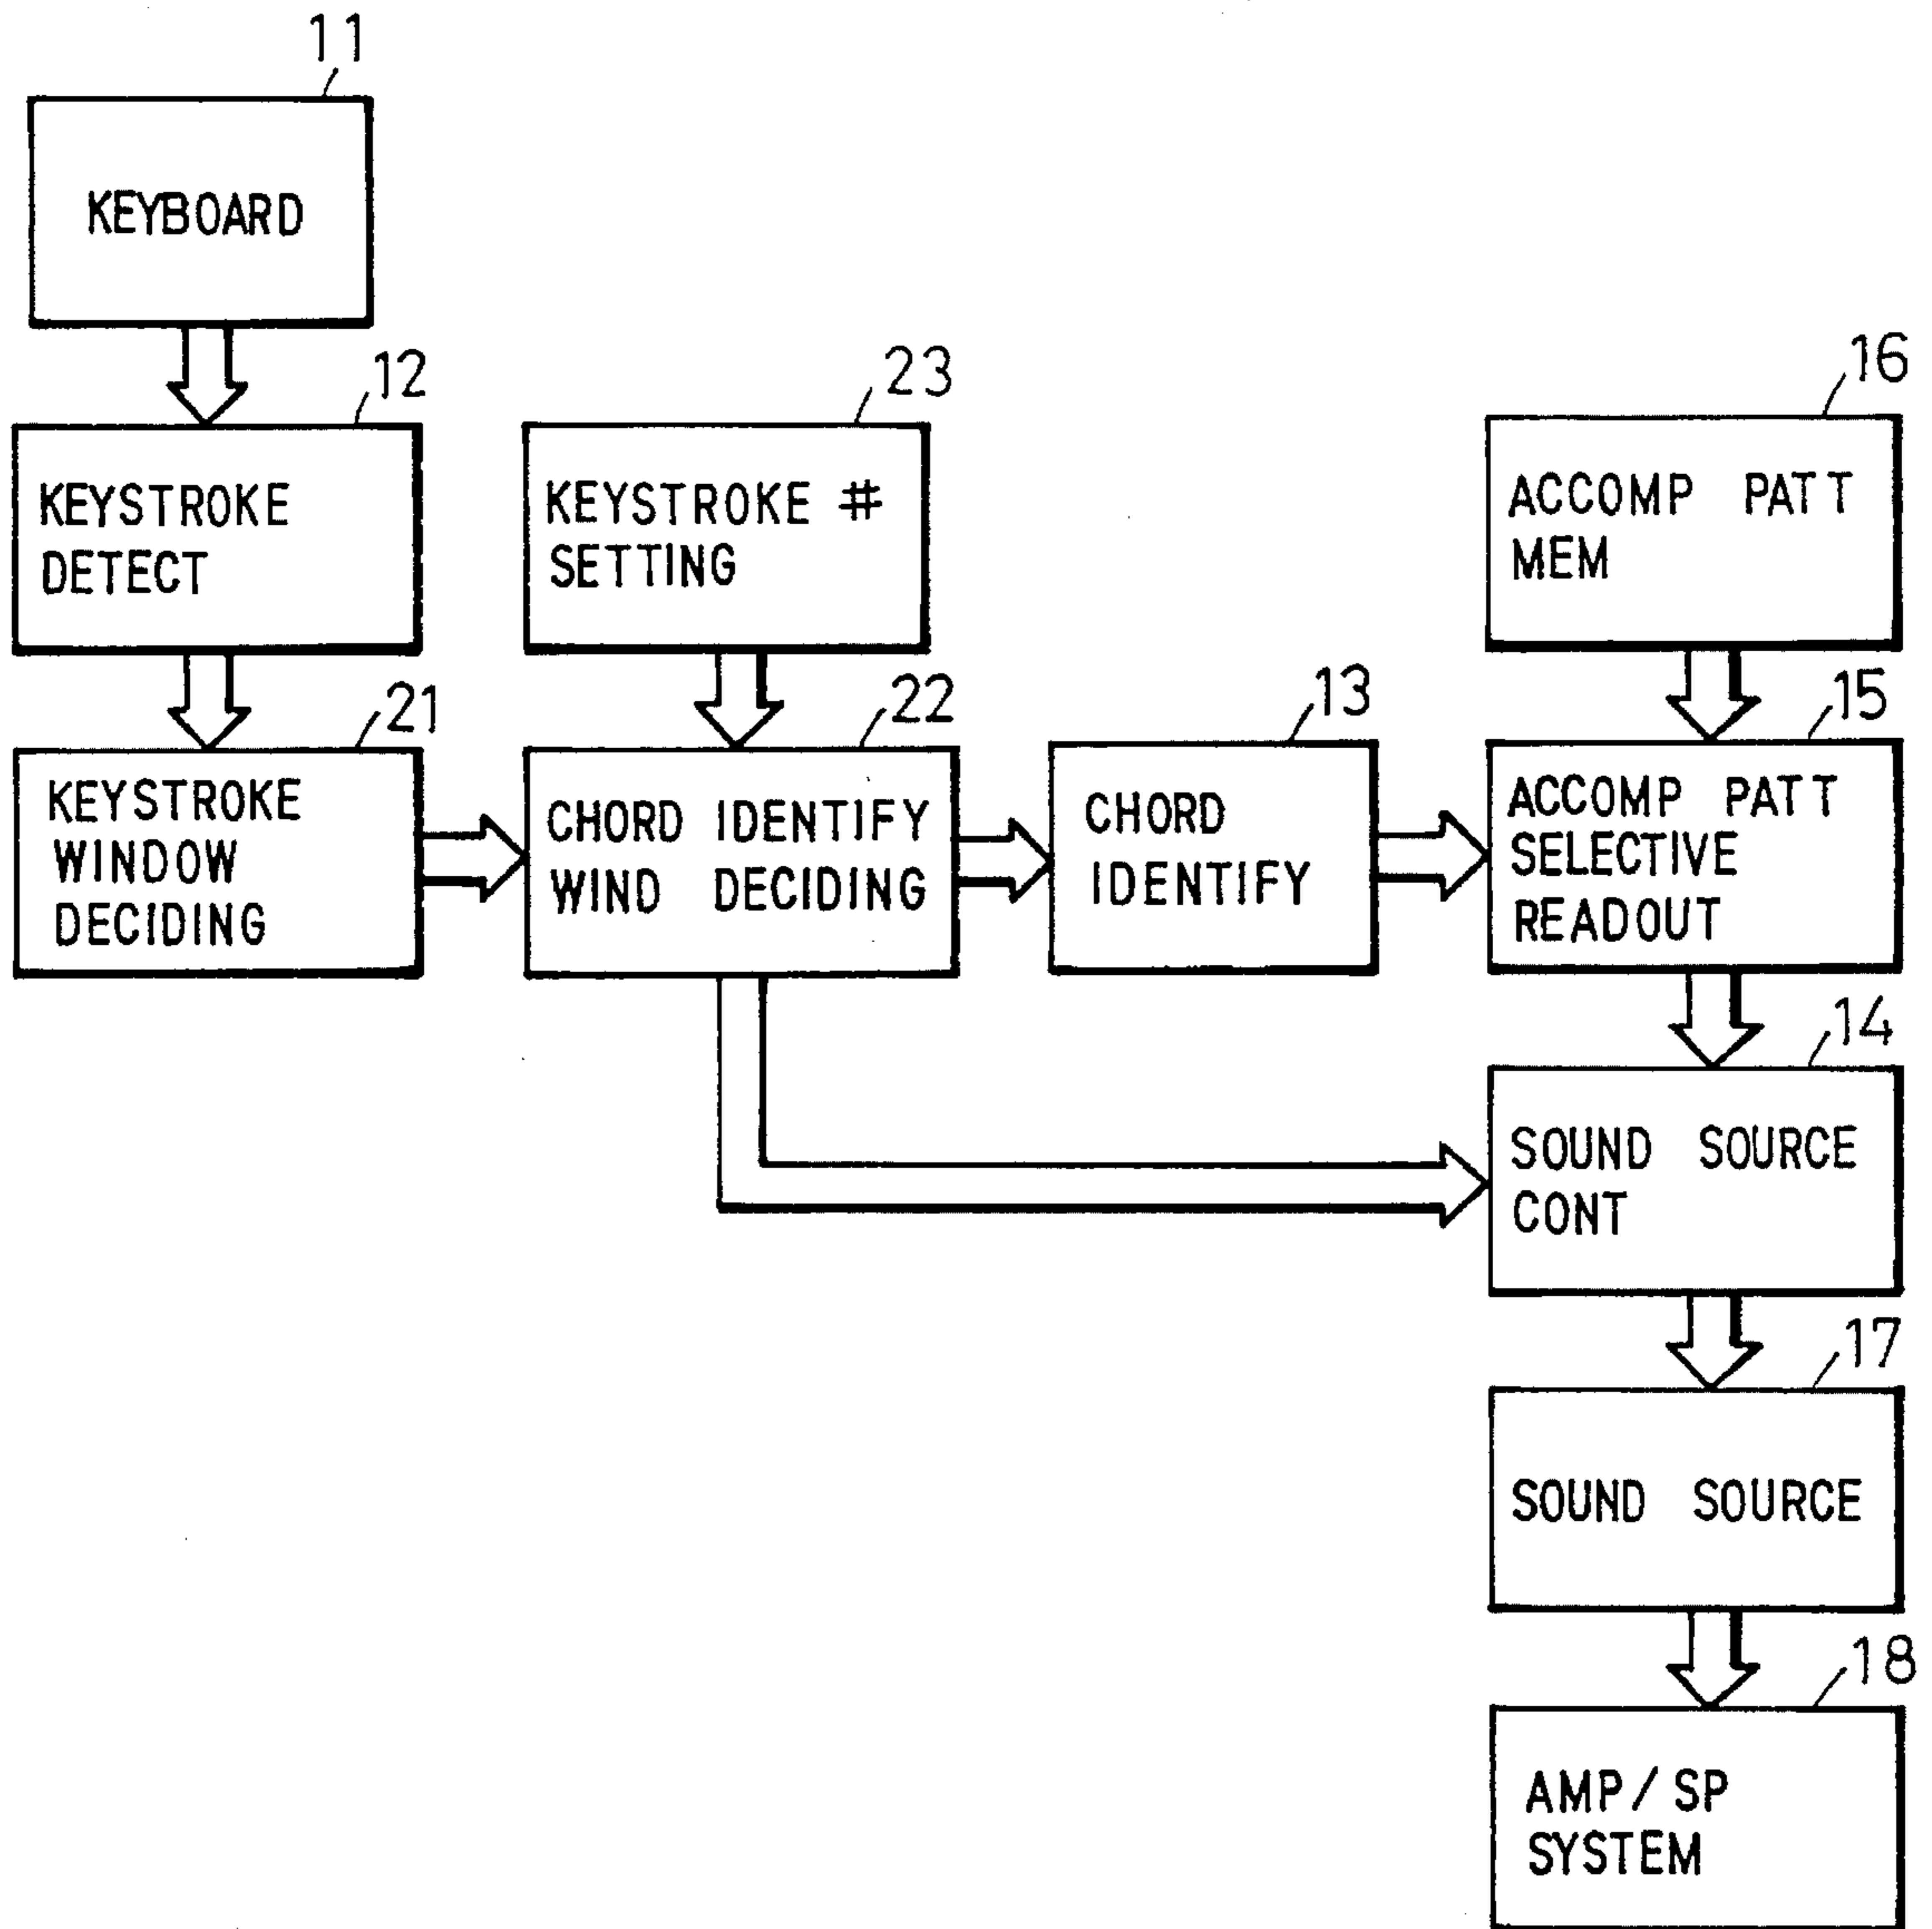 11
KEYBOARD
12
KEYSTROKE
DETECT
23
KEYSTROKE #
SETTING
16
ACCOMP PATT
MEM
21
KEYSTROKE
WINDOW
DECIDING
22
CHORD IDENTIFY
WIND DECIDING
13
CHORD
IDENTIFY
15
ACCOMP PATT
SELECTIVE
READOUT
14
SOUND SOURCE
CONT
17
SOUND SOURCE
18
AMP/SP
SYSTEM